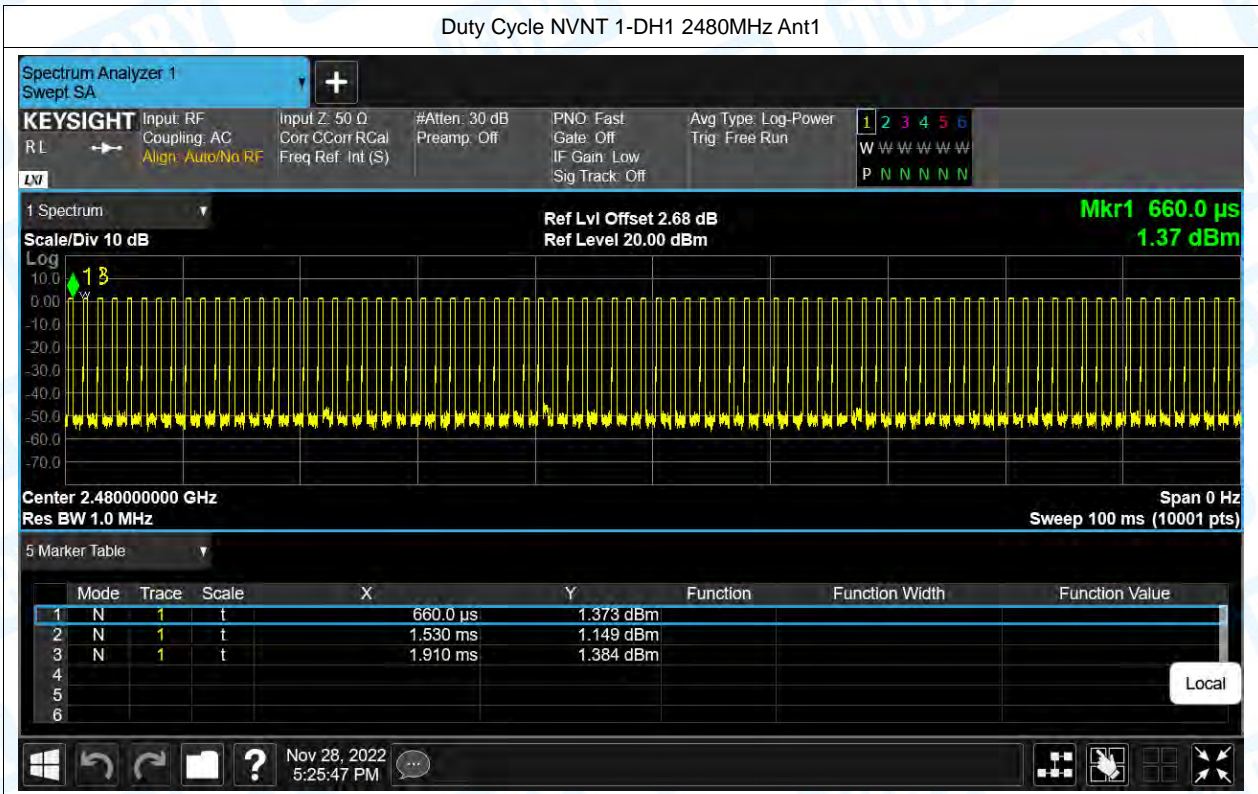 Duty Cycle NVNT 1-DH1 2480MHz Ant1
Spectrum Analyzer 1
Swept SA
+
KEYSIGHT Input: RF Input Z: 50 Ω #Atten: 30 dB PNO: Fast Avg Type: Log-Power 1 2 3 4 5 6
RL Coupling: AC Corr CCorr RCal Preamp: Off Gate: Off Trig: Free Run W W W W W W
Align: Auto/No RF Freq Ref: Int (S) IF Gain: Low
LXI Sig Track: Off P N N N N N
1 Spectrum Ref Lvl Offset 2.68 dB Mkr1 660.0 µs
Scale/Div 10 dB Ref Level 20.00 dBm 1.37 dBm
Log
10.0
0.00
-10.0
-20.0
-30.0
-40.0
-50.0
-60.0
-70.0
Center 2.480000000 GHz Span 0 Hz
Res BW 1.0 MHz Sweep 100 ms (10001 pts)
5 Marker Table
Mode Trace Scale X Y Function Function Width Function Value
1 N 1 t 660.0 µs 1.373 dBm
2 N 1 t 1.530 ms 1.149 dBm
3 N 1 t 1.910 ms 1.384 dBm
4
5
6
Local
? Nov 28, 2022
5:25:47 PM